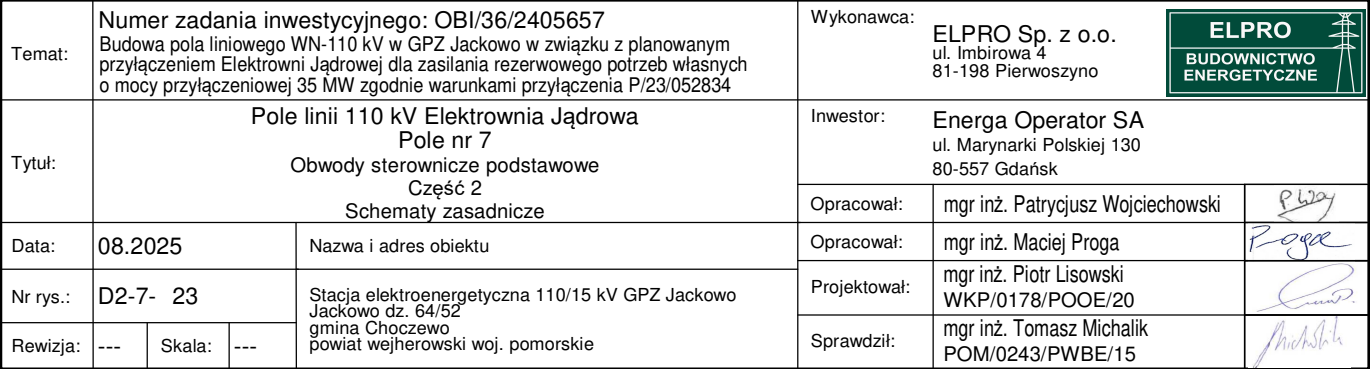 Temat:
Numer zadania inwestycyjnego: OBI/36/2405657
Budowa pola liniowego WN-110 kV w GPZ Jackowo w związku z planowanym
przyłączeniem Elektrowni Jądrowej dla zasilania rezerwowego potrzeb własnych
o mocy przyłączeniowej 35 MW zgodnie warunkami przyłączenia P/23/052834
Wykonawca:
ELPRO Sp. z o.o.
ul. Imbirowa 4
81-198 Pierwoszyno
ELPRO
BUDOWNICTWO
ENERGETYCZNE
Tytuł:
Pole linii 110 kV Elektrownia Jądrowa
Pole nr 7
Obwody sterownicze podstawowe
Część 2
Schematy zasadnicze
Inwestor:
Energa Operator SA
ul. Marynarki Polskiej 130
80-557 Gdańsk
Opracował:
mgr inż. Patrycjusz Wojciechowski
Data:
08.2025
Nazwa i adres obiektu
Opracował:
mgr inż. Maciej Proga
Proga
Nr rys.:
D2-7- 23
Stacja elektroenergetyczna 110/15 kV GPZ Jackowo
Jackowo dz. 64/52
gmina Choczewo
powiat wejherowski woj. pomorskie
Projektował:
mgr inż. Piotr Lisowski
WKP/0178/POOE/20
Rewizja:
---
Skala:
---
Sprawdził:
mgr inż. Tomasz Michalik
POM/0243/PWBE/15
Michalik